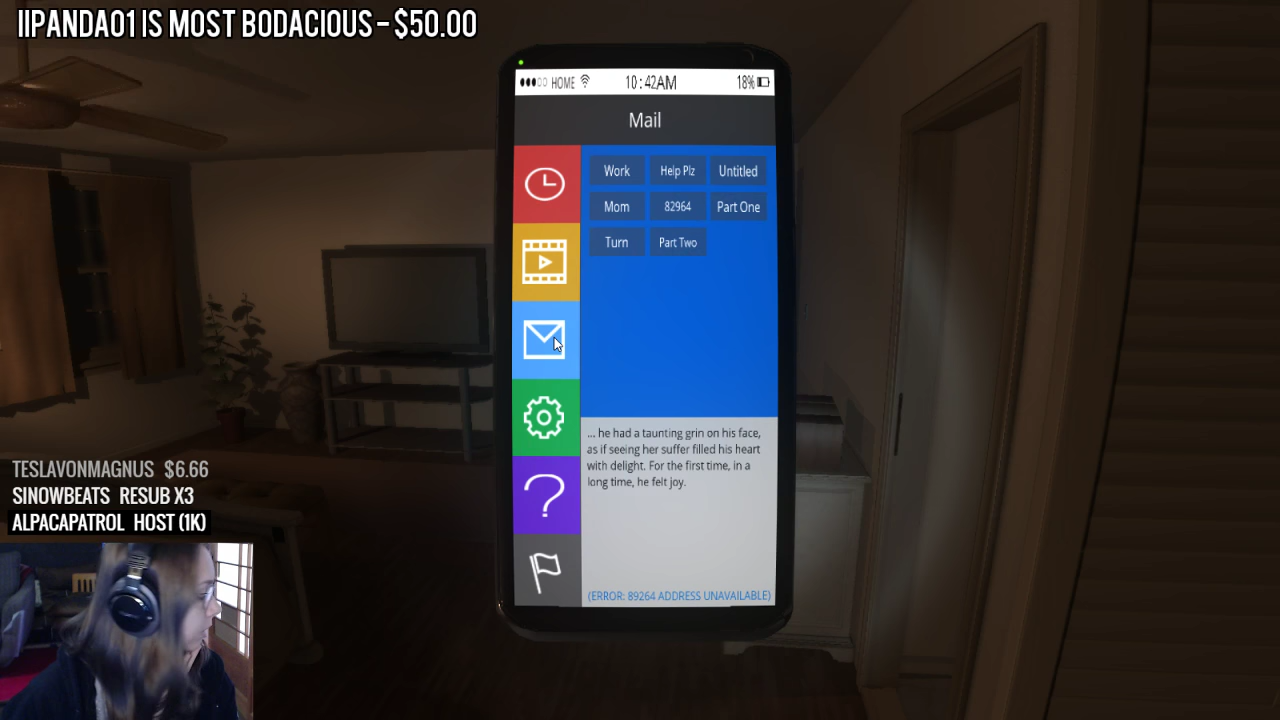 IIPANDA01 IS MOST BODACIOUS - $50.00
HOME 10:42AM 18%
Mail
Work Help Plz Untitled
Mom 82964 Part One
Turn Part Two
... he had a taunting grin on his face,
as if seeing her suffer filled his heart
with delight. For the first time, in a
long time, he felt joy.
(ERROR: 89264 ADDRESS UNAVAILABLE)
TESLAVONMAGNUS $6.66
SINOWBEATS RESUB X3
ALPACAPATROL HOST (1K)